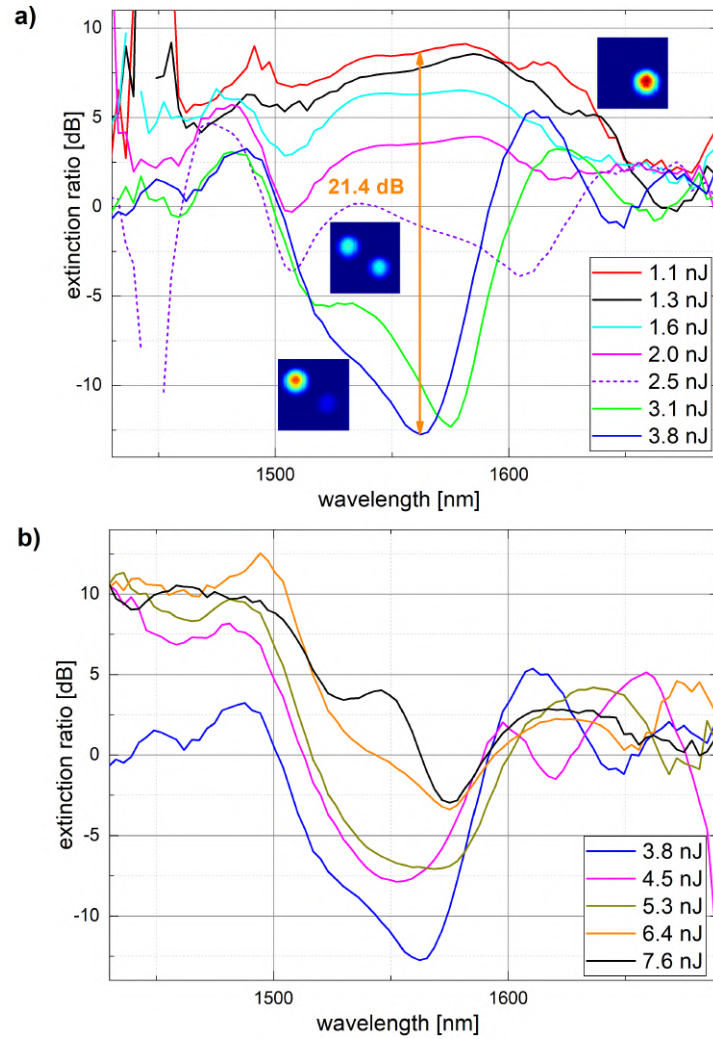 a)
extinction ratio [dB]
10
5
0
-5
-10
21.4 dB
1.1 nJ
1.3 nJ
1.6 nJ
2.0 nJ
2.5 nJ
3.1 nJ
3.8 nJ
1500
1600
wavelength [nm]
b)
extinction ratio [dB]
10
5
0
-5
-10
3.8 nJ
4.5 nJ
5.3 nJ
6.4 nJ
7.6 nJ
1500
1600
wavelength [nm]